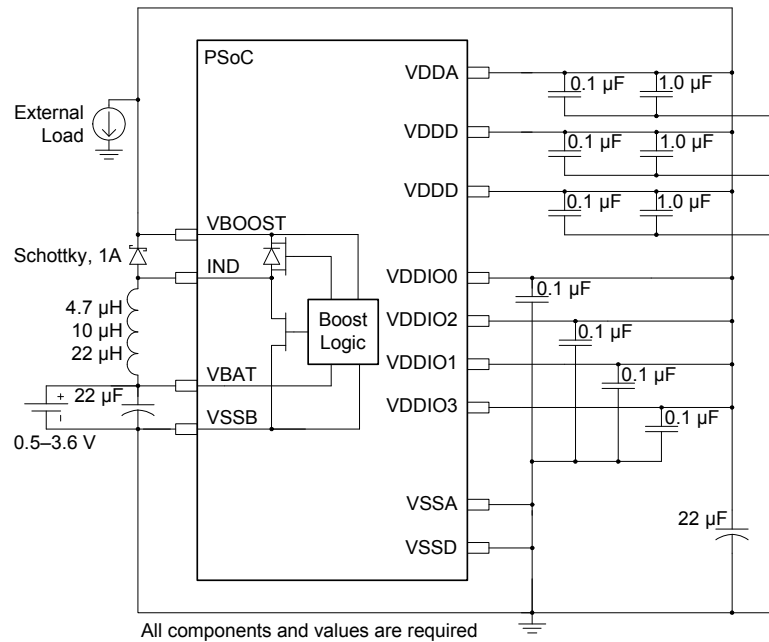 PSoC
VDDA
0.1 µF
1.0 µF
External
Load
VDDD
0.1 µF
1.0 µF
VDDD
0.1 µF
1.0 µF
VBOOST
Schottky, 1A
IND
VDDIO0
0.1 µF
4.7 µH
10 µH
22 µH
Boost
Logic
VDDIO2
0.1 µF
VDDIO1
0.1 µF
VBAT
22 µF
VDDIO3
0.1 µF
VSSB
+
0.5–3.6 V
VSSA
22 µF
VSSD
All components and values are required